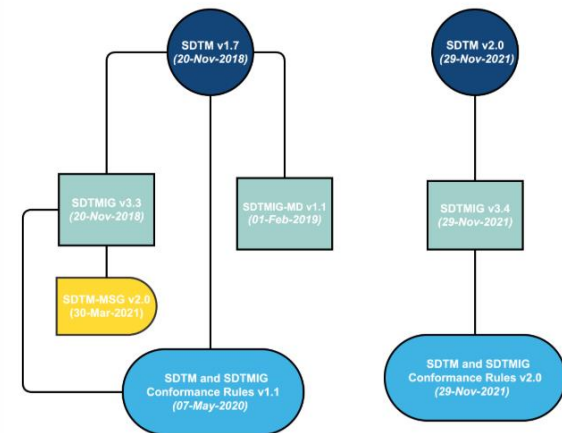 SDTM v1.7
(20-Nov-2018)
SDTM v2.0
(29-Nov-2021)
SDTMIG v3.3
(20-Nov-2018)
SDTMIG-MD v1.1
(01-Feb-2019)
SDTMIG v3.4
(29-Nov-2021)
SDTM-MSG v2.0
(30-Mar-2021)
SDTM and SDTMIG
Conformance Rules v1.1
(07-May-2020)
SDTM and SDTMIG
Conformance Rules v2.0
(29-Nov-2021)